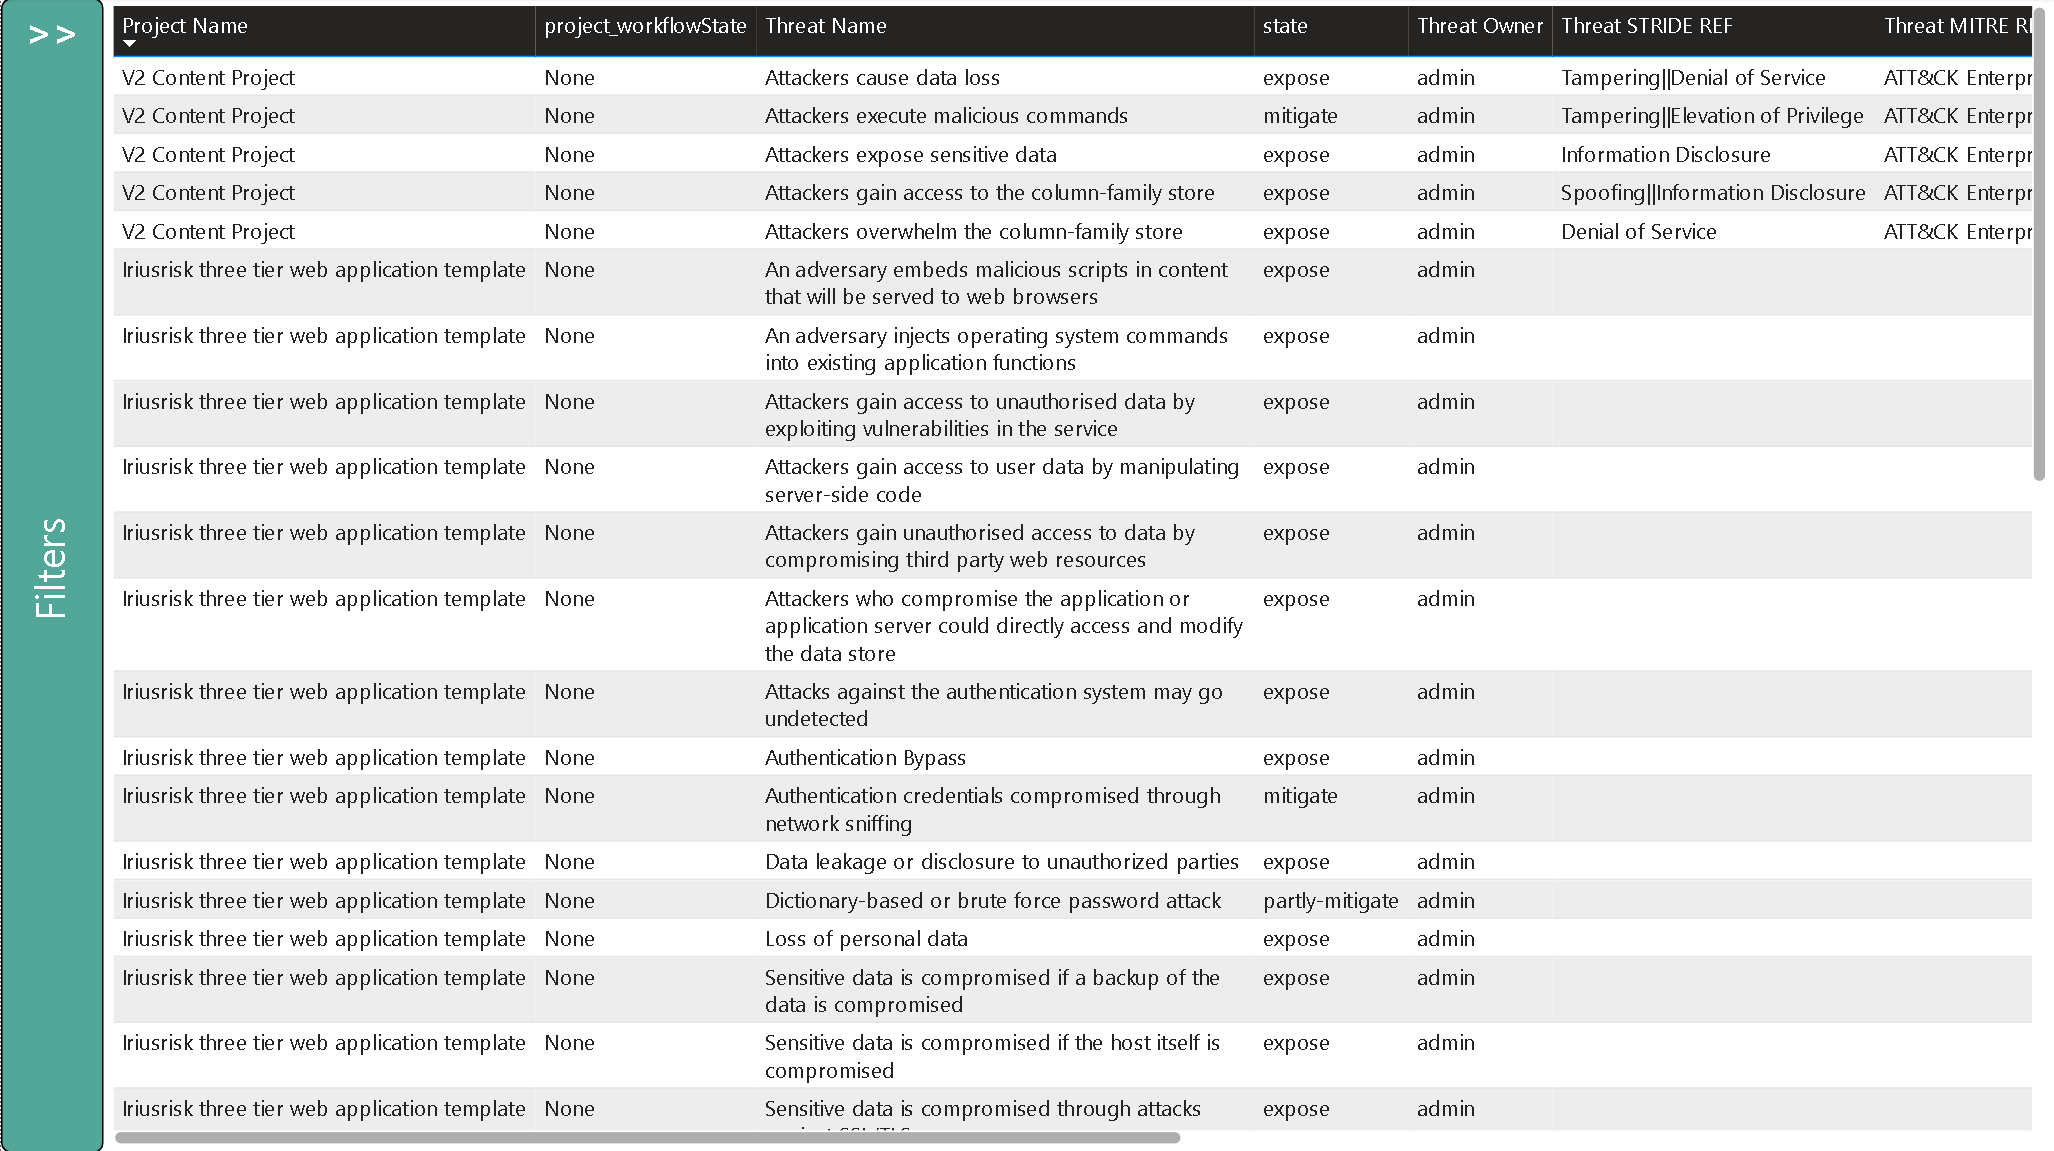 >>
Filters
Project Name project_workflowState Threat Name state Threat Owner Threat STRIDE REF Threat MITRE
V2 Content Project None Attackers cause data loss expose admin Tampering||Denial of Service ATT&CK Enterpr
V2 Content Project None Attackers execute malicious commands mitigate admin Tampering||Elevation of Privilege ATT&CK Enterpr
V2 Content Project None Attackers expose sensitive data expose admin Information Disclosure ATT&CK Enterpr
V2 Content Project None Attackers gain access to the column-family store expose admin Spoofing||Information Disclosure ATT&CK Enterpr
V2 Content Project None Attackers overwhelm the column-family store expose admin Denial of Service ATT&CK Enterpr
Iriusrisk three tier web application template None An adversary embeds malicious scripts in content expose admin
that will be served to web browsers
Iriusrisk three tier web application template None An adversary injects operating system commands expose admin
into existing application functions
Iriusrisk three tier web application template None Attackers gain access to unauthorised data by expose admin
exploiting vulnerabilities in the service
Iriusrisk three tier web application template None Attackers gain access to user data by manipulating expose admin
server-side code
Iriusrisk three tier web application template None Attackers gain unauthorised access to data by expose admin
compromising third party web resources
Iriusrisk three tier web application template None Attackers who compromise the application or expose admin
application server could directly access and modify
the data store
Iriusrisk three tier web application template None Attacks against the authentication system may go expose admin
undetected
Iriusrisk three tier web application template None Authentication Bypass expose admin
Iriusrisk three tier web application template None Authentication credentials compromised through mitigate admin
network sniffing
Iriusrisk three tier web application template None Data leakage or disclosure to unauthorized parties expose admin
Iriusrisk three tier web application template None Dictionary-based or brute force password attack partly-mitigate admin
Iriusrisk three tier web application template None Loss of personal data expose admin
Iriusrisk three tier web application template None Sensitive data is compromised if a backup of the expose admin
data is compromised
Iriusrisk three tier web application template None Sensitive data is compromised if the host itself is expose admin
compromised
Iriusrisk three tier web application template None Sensitive data is compromised through attacks expose admin